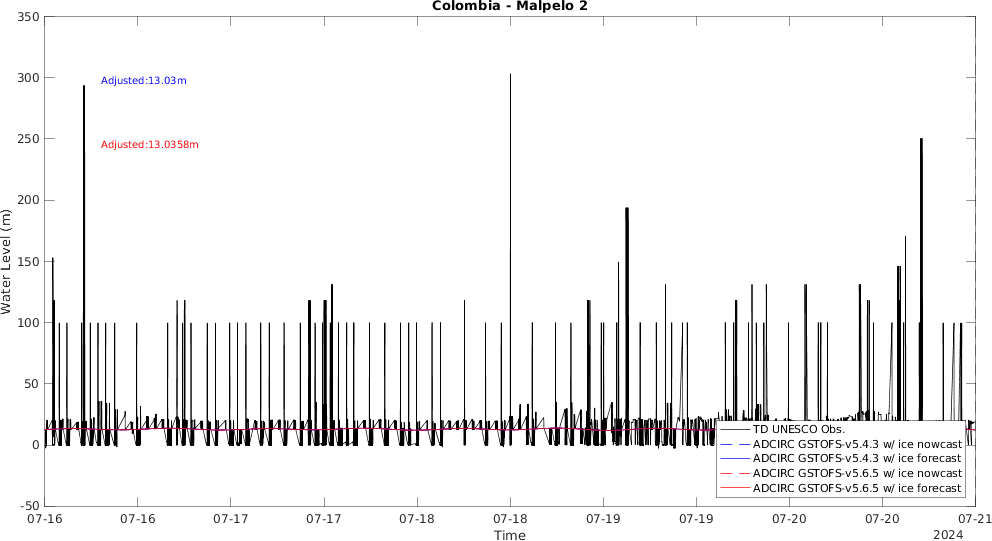 Colombia - Malpelo 2
350
300
250
200
150
100
50
0
-50
Water Level (m)
Adjusted:13.03m
Adjusted:13.0358m
TD UNESCO Obs.
ADCIRC GSTOFS-v5.4.3 w/ ice nowcast
ADCIRC GSTOFS-v5.4.3 w/ ice forecast
ADCIRC GSTOFS-v5.6.5 w/ ice nowcast
ADCIRC GSTOFS-v5.6.5 w/ ice forecast
07-16 07-16 07-17 07-17 07-18 07-18 07-19 07-19 07-20 07-20 07-21
Time
2024